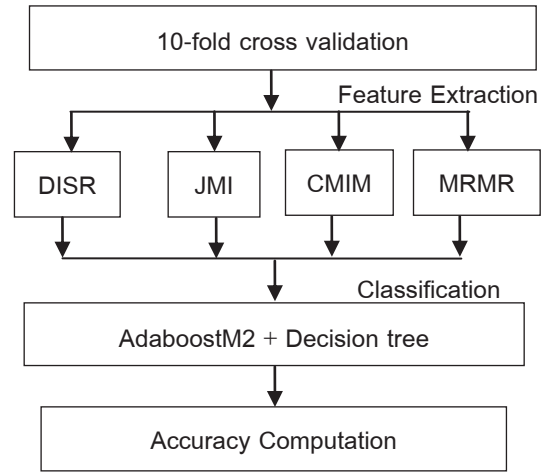 10-fold cross validation
Feature Extraction
DISR
JMI
CMIM
MRMR
Classification
AdaboostM2 + Decision tree
Accuracy Computation